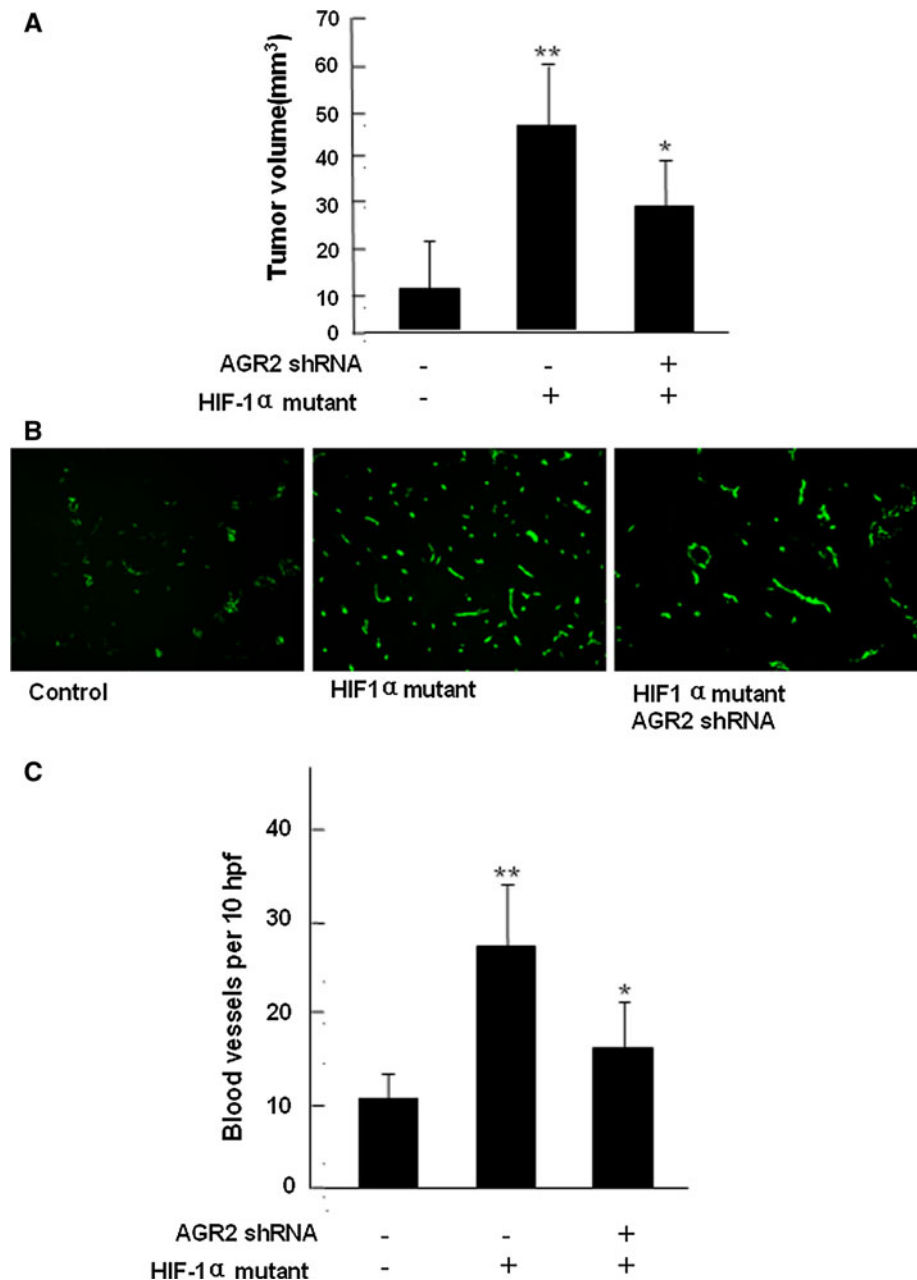 A
Tumor volume(mm³)
70
60
50
40
30
20
10
0
**
*
AGR2 shRNA - - +
HIF-1α mutant - + +
B
Control
HIF1α mutant
HIF1 α mutant
AGR2 shRNA
C
Blood vessels per 10 hpf
40
30
20
10
0
**
*
AGR2 shRNA - - +
HIF-1α mutant - + +